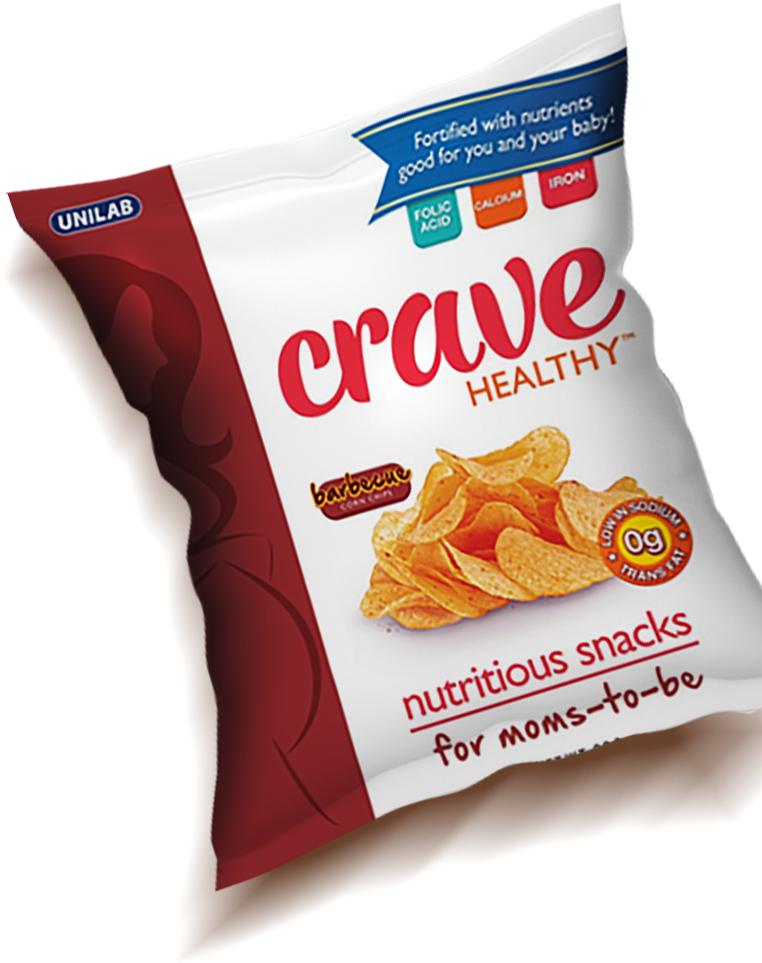 Fortified with nutrients
good for you and your baby!
UNILAB
FOLIC
ACID
CALCIUM
IRON
crave
HEALTHY™
barbecue
CORN CHIPS
LOW IN SODIUM
0g
TRANS FAT
nutritious snacks
for moms-to-be